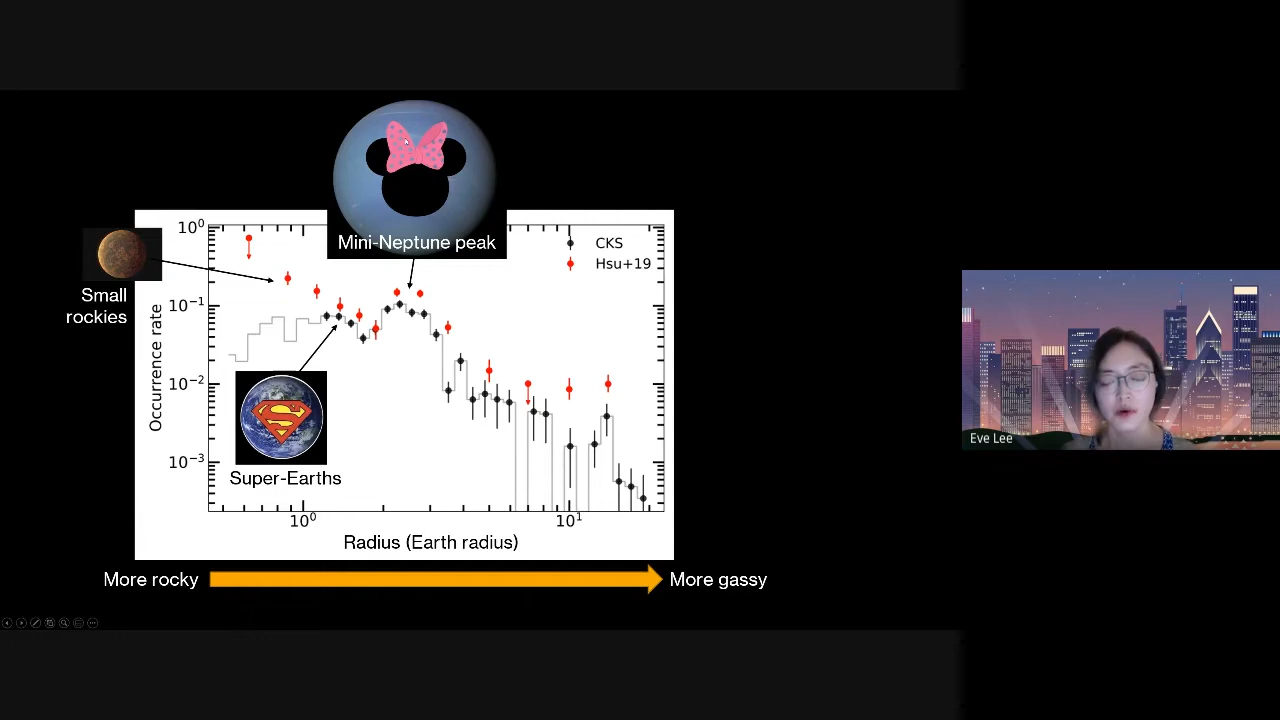 Mini-Neptune peak
CKS
Hsu+19
Small
rockies
10⁰
10⁻¹
10⁻²
10⁻³
Occurrence rate
S
Super-Earths
10⁰
10¹
Radius (Earth radius)
More rocky
More gassy
Eve Lee